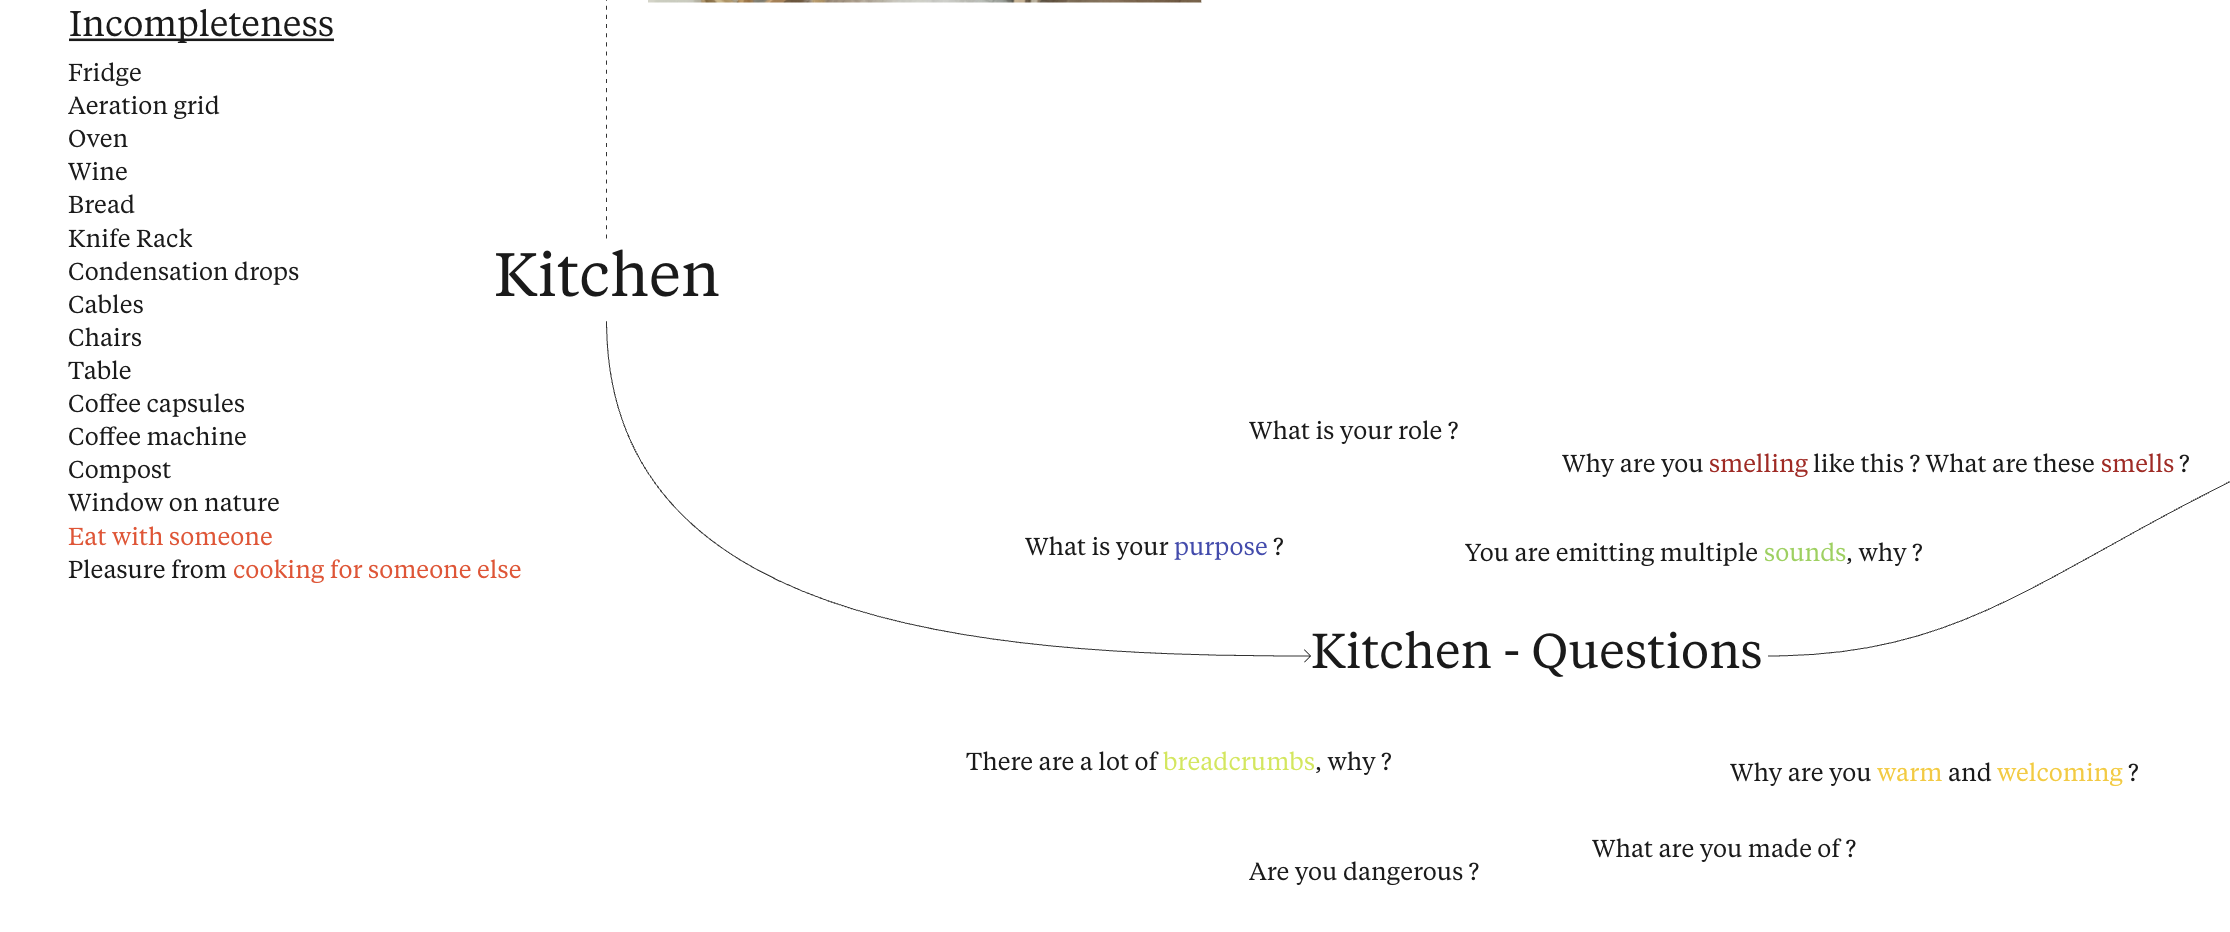 Incompleteness
Fridge
Aeration grid
Oven
Wine
Bread
Knife Rack
Condensation drops
Cables
Chairs
Table
Coffee capsules
Coffee machine
Compost
Window on nature
Eat with someone
Pleasure from cooking for someone else
Kitchen
What is your role ?
Why are you smelling like this ? What are these smells ?
What is your purpose ?
You are emitting multiple sounds, why ?
Kitchen - Questions
There are a lot of breadcrumbs, why ?
Why are you warm and welcoming ?
What are you made of ?
Are you dangerous ?